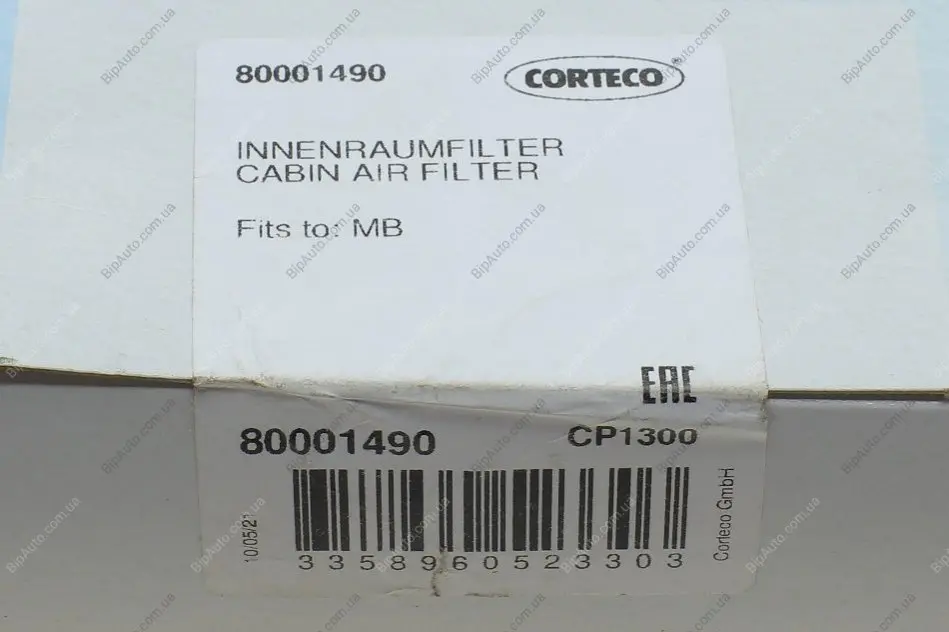 80001490
CORTECO®
INNENRAUMFILTER
CABIN AIR FILTER
Fits to: MB
EAC
80001490
CP1300
10/05/21
3358960523303
Corteco GmbH
BipAuto.com.ua